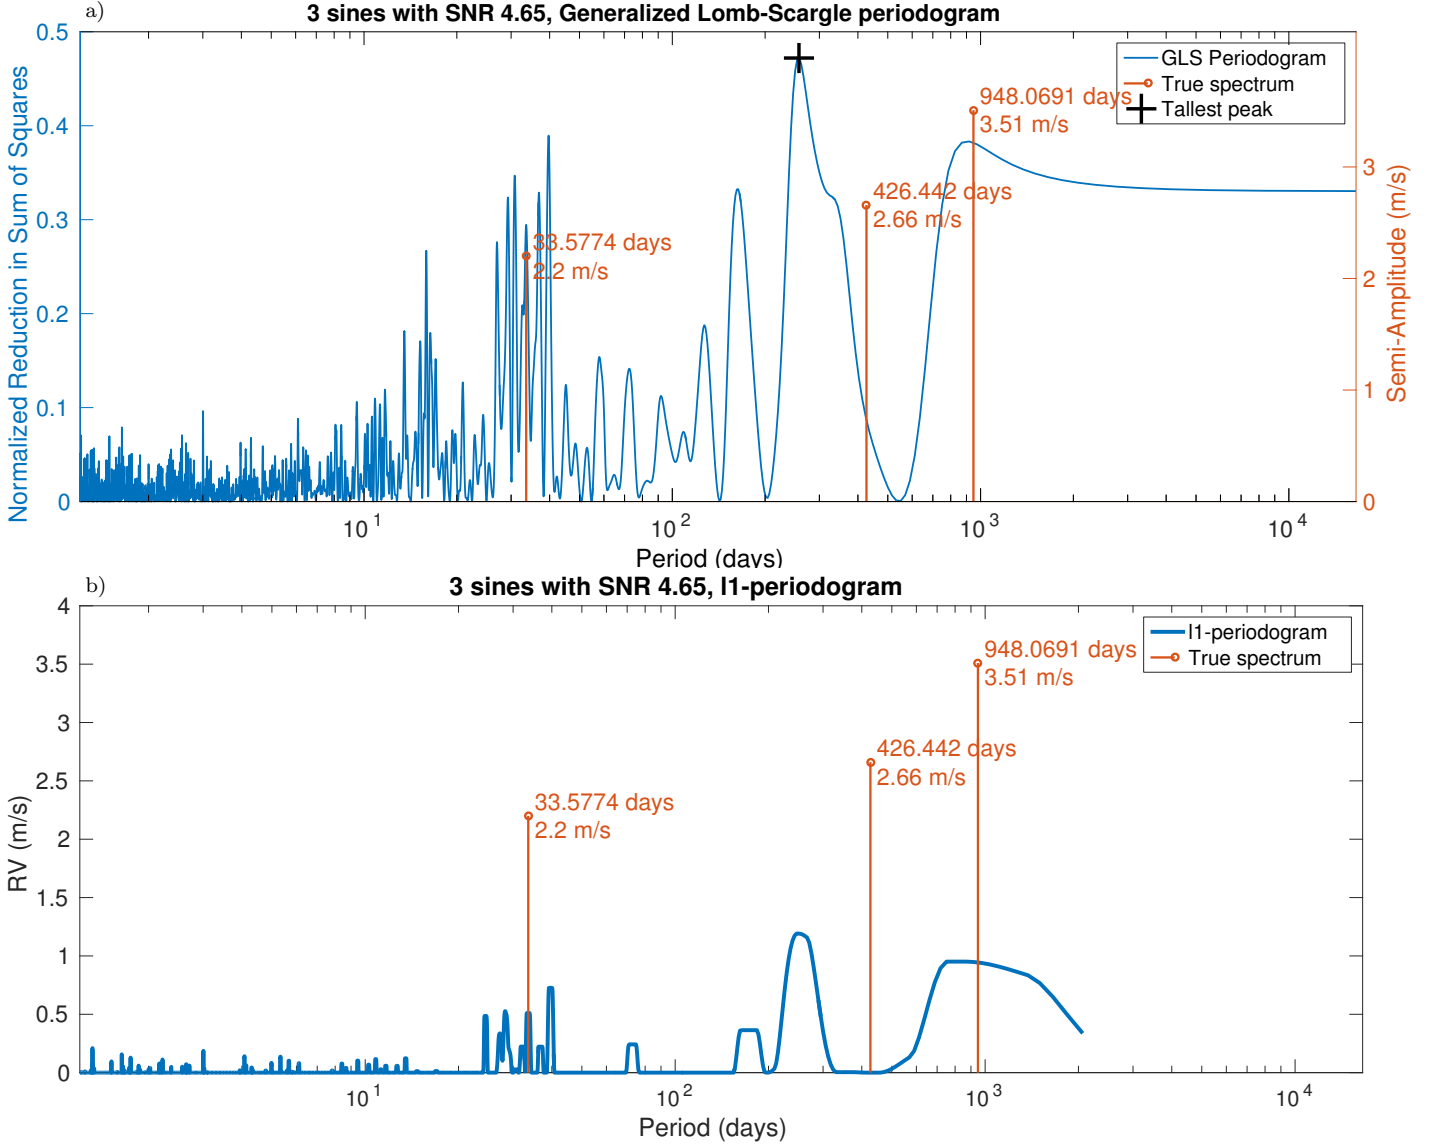 a)
3 sines with SNR 4.65, Generalized Lomb-Scargle periodogram
Normalized Reduction in Sum of Squares
0.5
0.4
0.3
0.2
0.1
0
GLS Periodogram
True spectrum
Tallest peak
948.0691 days
3.51 m/s
426.442 days
2.66 m/s
33.5774 days
2.2 m/s
3
2
1
0
Semi-Amplitude (m/s)
10^1
10^2
10^3
10^4
Period (days)
b)
3 sines with SNR 4.65, l1-periodogram
RV (m/s)
4
3.5
3
2.5
2
1.5
1
0.5
0
l1-periodogram
True spectrum
948.0691 days
3.51 m/s
426.442 days
2.66 m/s
33.5774 days
2.2 m/s
10^1
10^2
10^3
10^4
Period (days)